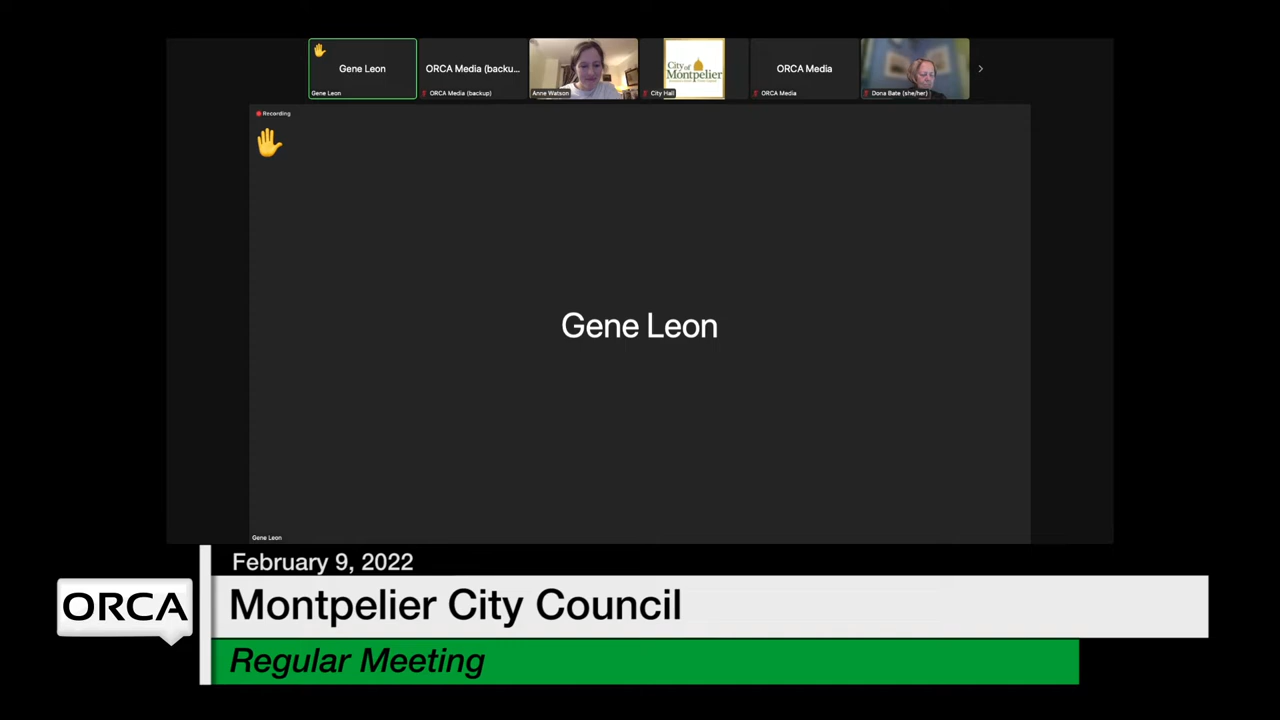 Gene Leon
ORCA Media (backu...
City of
Montpelier
ORCA Media
Gene Leon
ORCA Media (backup)
Anne Watson
City Hall
ORCA Media
Dona Bate (she/her)
Recording
Gene Leon
Gene Leon
February 9, 2022
ORCA
Montpelier City Council
Regular Meeting